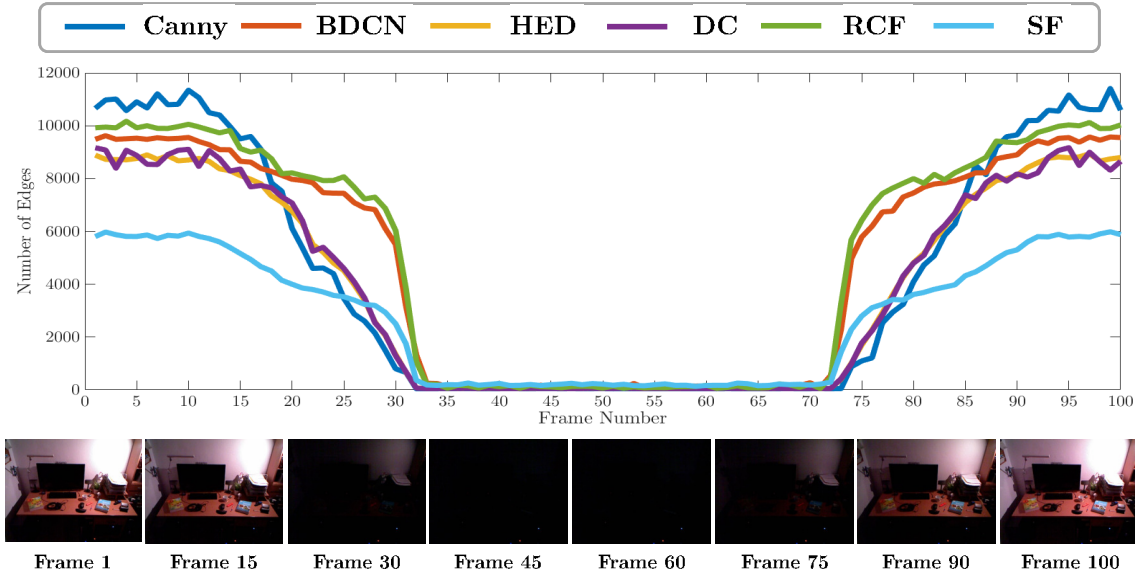 Canny BDCN HED DC RCF SF
12000
10000
8000
6000
4000
2000
0
Number of Edges
0 5 10 15 20 25 30 35 40 45 50 55 60 65 70 75 80 85 90 95 100
Frame Number
Frame 1 Frame 15 Frame 30 Frame 45 Frame 60 Frame 75 Frame 90 Frame 100